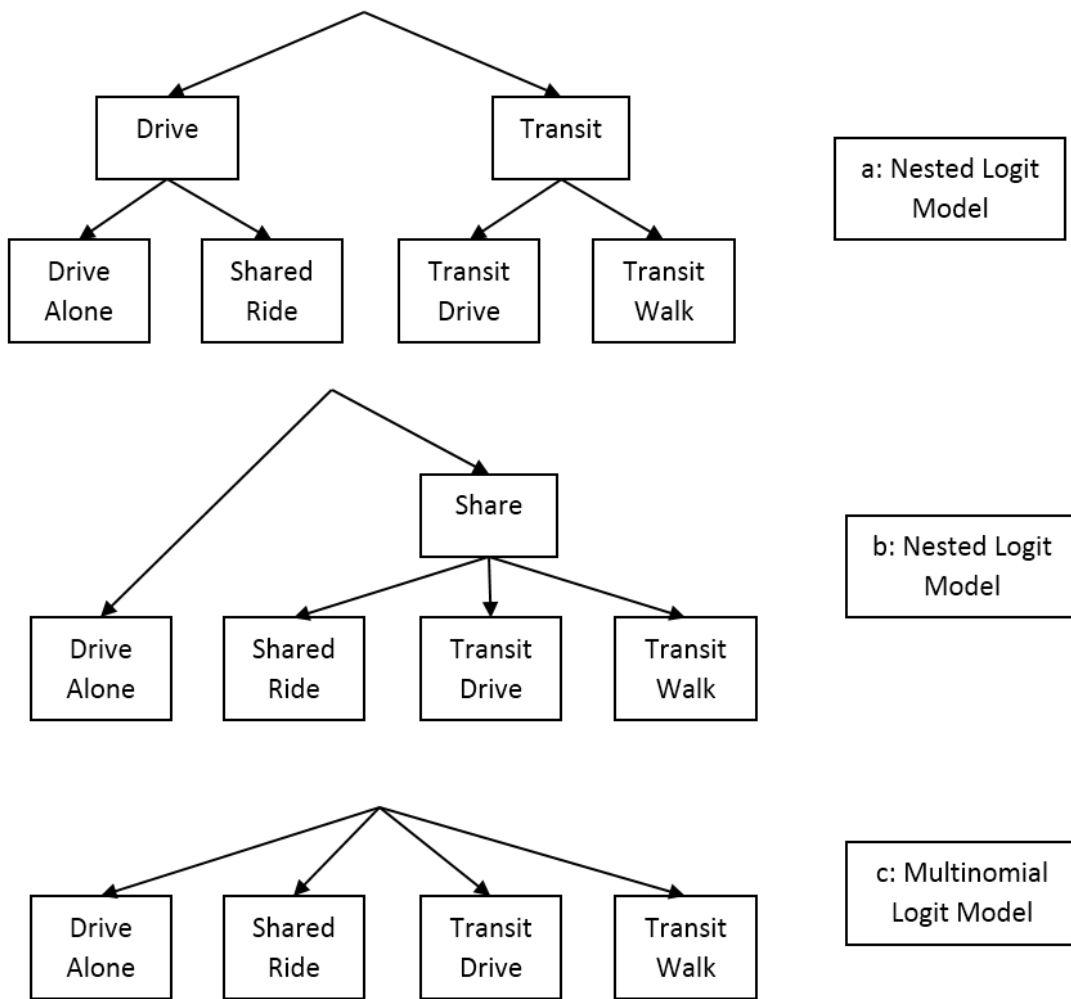 Drive
Transit
a: Nested Logit
Model
Drive
Alone
Shared
Ride
Transit
Drive
Transit
Walk
Share
b: Nested Logit
Model
Drive
Alone
Shared
Ride
Transit
Drive
Transit
Walk
c: Multinomial
Logit Model
Drive
Alone
Shared
Ride
Transit
Drive
Transit
Walk